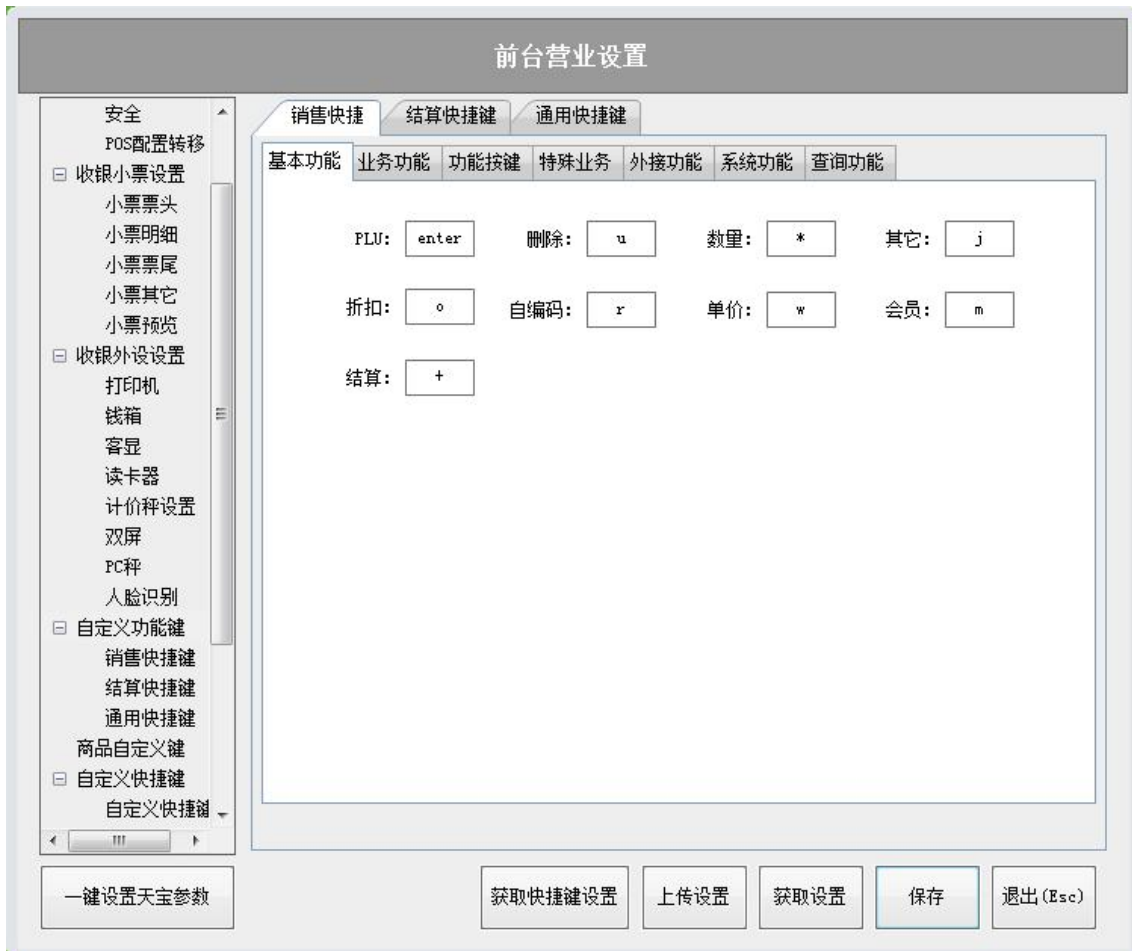 前台营业设置
安全
POS配置转移
收银小票设置
小票票头
小票明细
小票票尾
小票其它
小票预览
收银外设设置
打印机
钱箱
客显
读卡器
计价秤设置
双屏
PC秤
人脸识别
自定义功能键
销售快捷键
结算快捷键
通用快捷键
商品自定义键
自定义快捷键
自定义快捷键
销售快捷 结算快捷键 通用快捷键
基本功能 业务功能 功能按键 特殊业务 外接功能 系统功能 查询功能
PLU: enter 删除: u 数量: * 其它: j
折扣: o 自编码: r 单价: w 会员: m
结算: +
一键设置天宝参数 获取快捷键设置 上传设置 获取设置 保存 退出(Esc)